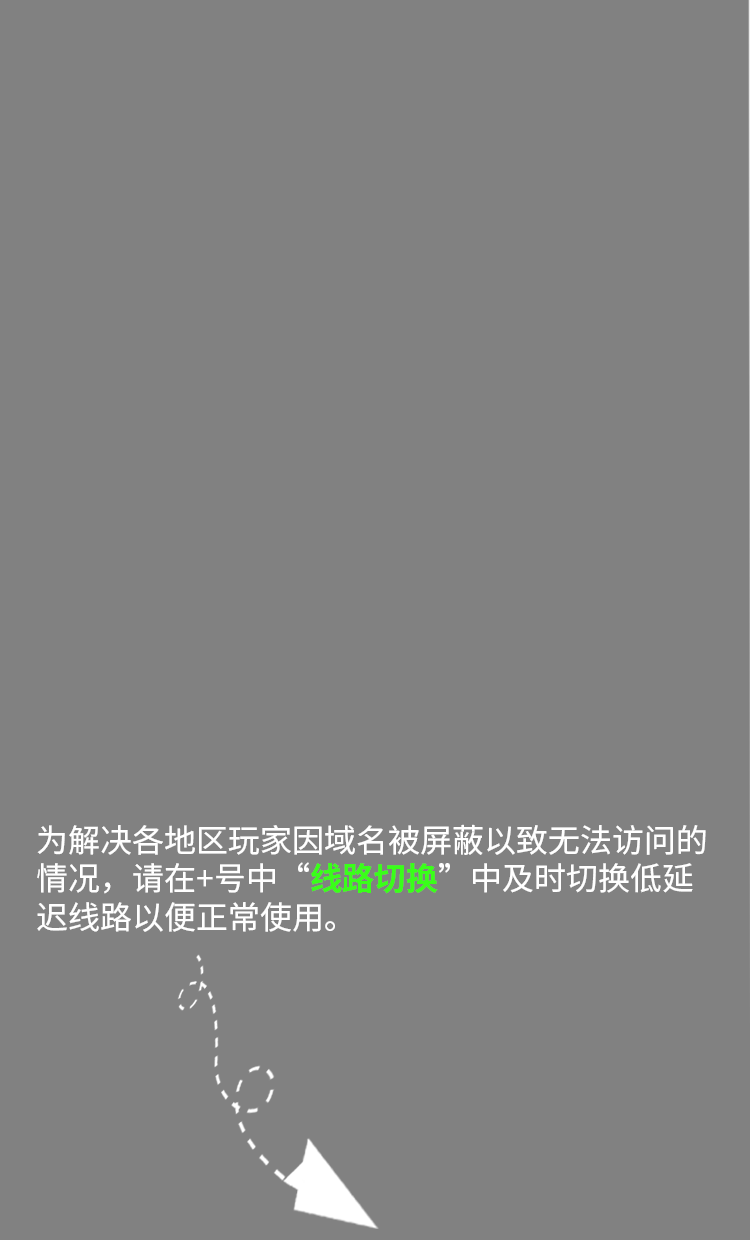 为解决各地区玩家因域名被屏蔽以致无法访问的
情况，请在+号中“线路切换”中及时切换低延
迟线路以便正常使用。